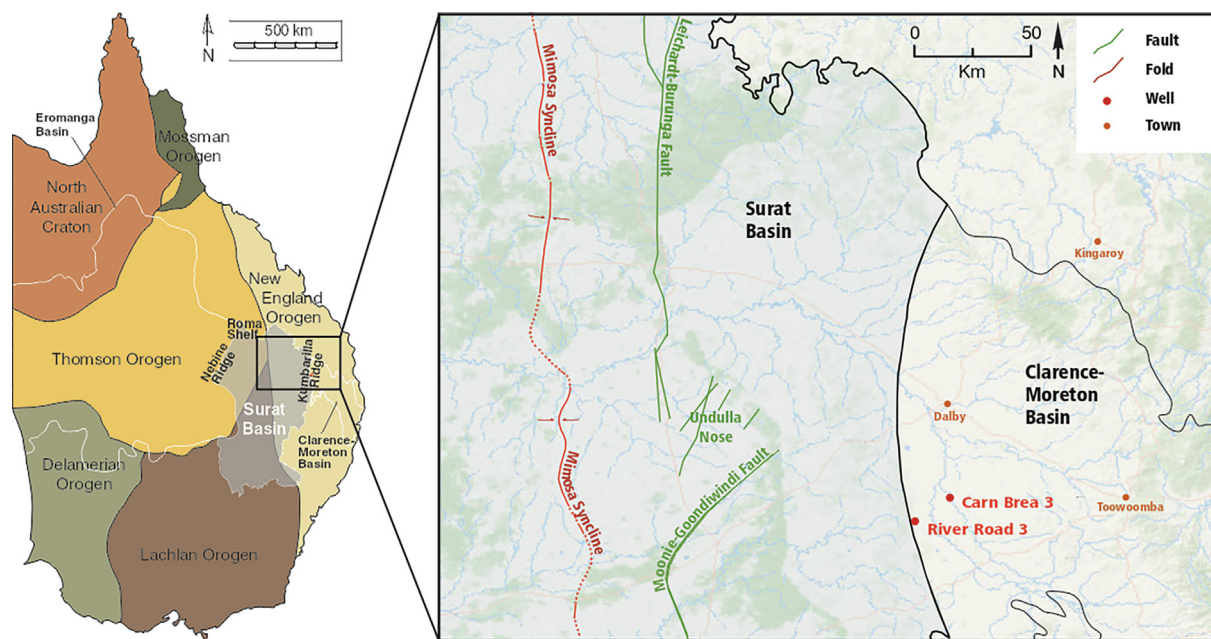 500 km
N
Eromanga
Basin
Mossman
Orogen
North
Australian
Craton
New
England
Orogen
Roma
Shelf
Thomson Orogen
Nebine
Ridge
Kumbarilla
Ridge
Surat
Basin
Clarence-
Moreton
Basin
Delamerian
Orogen
Lachlan Orogen
Mimosa Syncline
Leichardt-Burunga Fault
0 50
Km
N
Fault
Fold
Well
Town
Surat
Basin
Kingaroy
Clarence-
Moreton
Basin
Dalby
Undulla
Nose
Mimosa Syncline
Moonie-Goondiwindi Fault
Carn Brea 3
Toowoomba
River Road 3